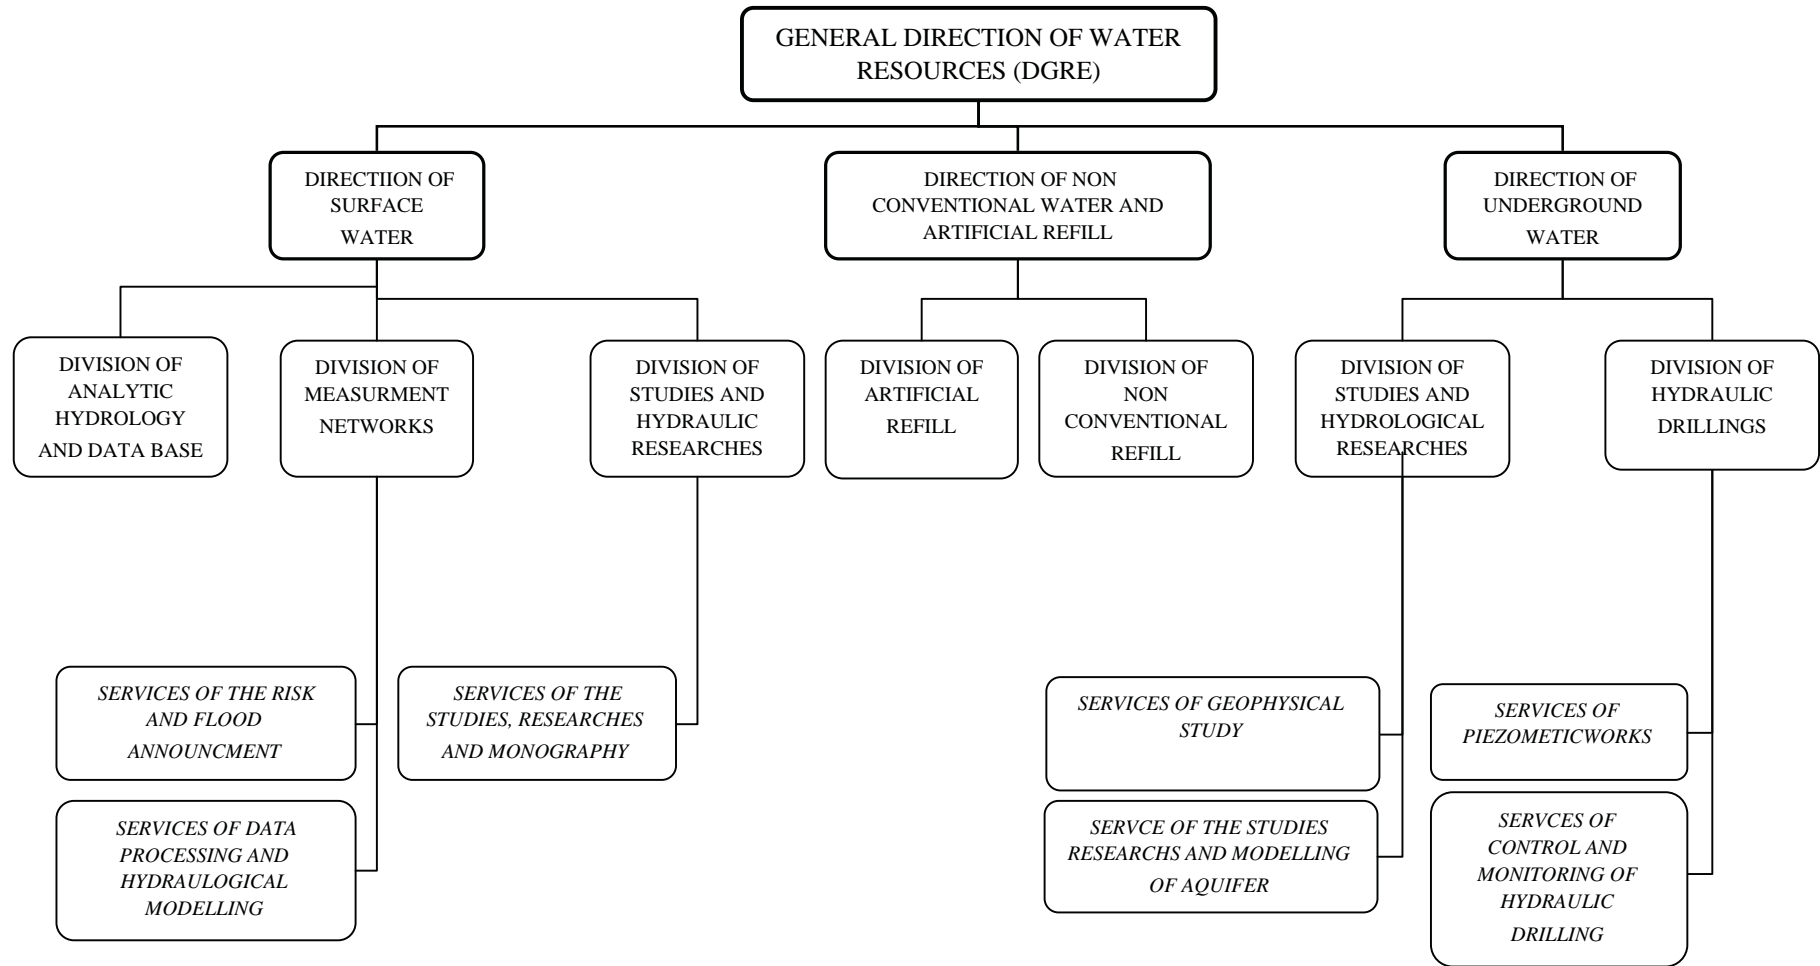 GENERAL DIRECTION OF WATER
RESOURCES (DGRE)
DIRECTIION OF
SURFACE
WATER
DIRECTION OF NON
CONVENTIONAL WATER AND
ARTIFICIAL REFILL
DIRECTION OF
UNDERGROUND
WATER
DIVISION OF
ANALYTIC
HYDROLOGY
AND DATA BASE
DIVISION OF
MEASURMENT
NETWORKS
DIVISION OF
STUDIES AND
HYDRAULIC
RESEARCHES
DIVISION OF
ARTIFICIAL
REFILL
DIVISION OF
NON
CONVENTIONAL
REFILL
DIVISION OF
STUDIES AND
HYDROLOGICAL
RESEARCHES
DIVISION OF
HYDRAULIC
DRILLINGS
SERVICES OF THE RISK
AND FLOOD
ANNOUNCMENT
SERVICES OF THE
STUDIES, RESEARCHES
AND MONOGRAPHY
SERVICES OF GEOPHYSICAL
STUDY
SERVICES OF
PIEZOMETICWORKS
SERVICES OF DATA
PROCESSING AND
HYDRAULOGICAL
MODELLING
SERVCE OF THE STUDIES
RESEARCHS AND MODELLING
OF AQUIFER
SERVCES OF
CONTROL AND
MONITORING OF
HYDRAULIC
DRILLING